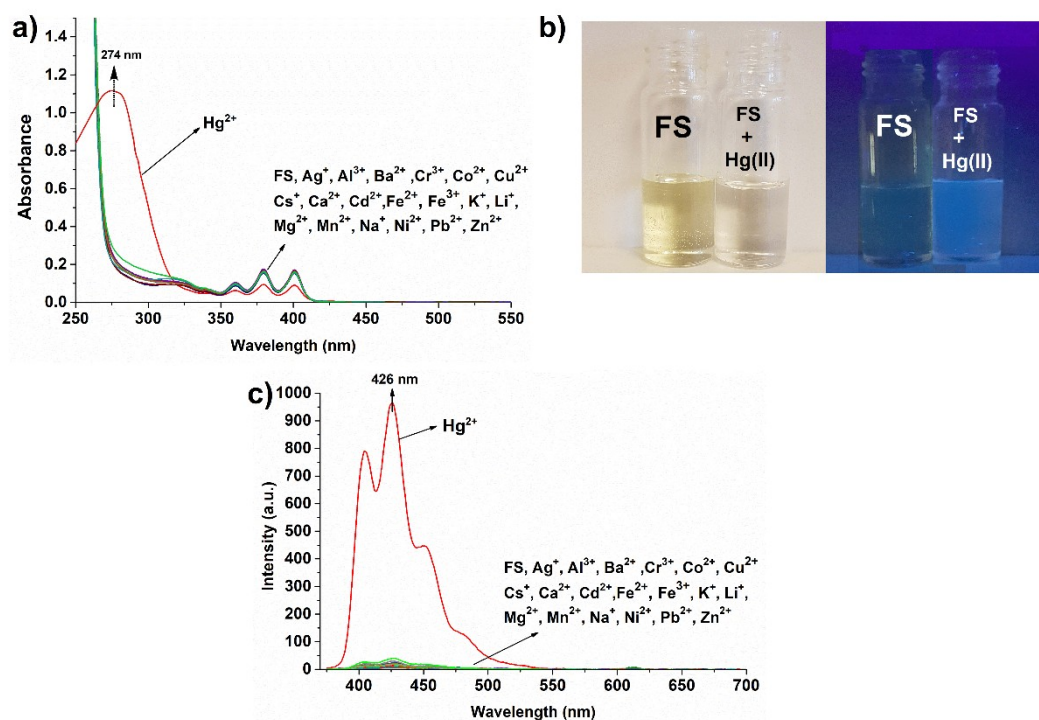 a)
1.4
1.2
1.0
0.8
0.6
0.4
0.2
0.0
Absorbance
274 nm
Hg²⁺
FS, Ag⁺, Al³⁺, Ba²⁺ ,Cr³⁺, Co²⁺, Cu²⁺
Cs⁺, Ca²⁺, Cd²⁺,Fe²⁺, Fe³⁺, K⁺, Li⁺,
Mg²⁺, Mn²⁺, Na⁺, Ni²⁺, Pb²⁺, Zn²⁺
250 300 350 400 450 500 550
Wavelength (nm)
b)
FS
FS
+
Hg(II)
FS
FS
+
Hg(II)
c)
1000
900
800
700
600
500
400
300
200
100
0
Intensity (a.u.)
426 nm
Hg²⁺
FS, Ag⁺, Al³⁺, Ba²⁺ ,Cr³⁺, Co²⁺, Cu²⁺
Cs⁺, Ca²⁺, Cd²⁺,Fe²⁺, Fe³⁺, K⁺, Li⁺,
Mg²⁺, Mn²⁺, Na⁺, Ni²⁺, Pb²⁺, Zn²⁺
400 450 500 550 600 650 700
Wavelength (nm)